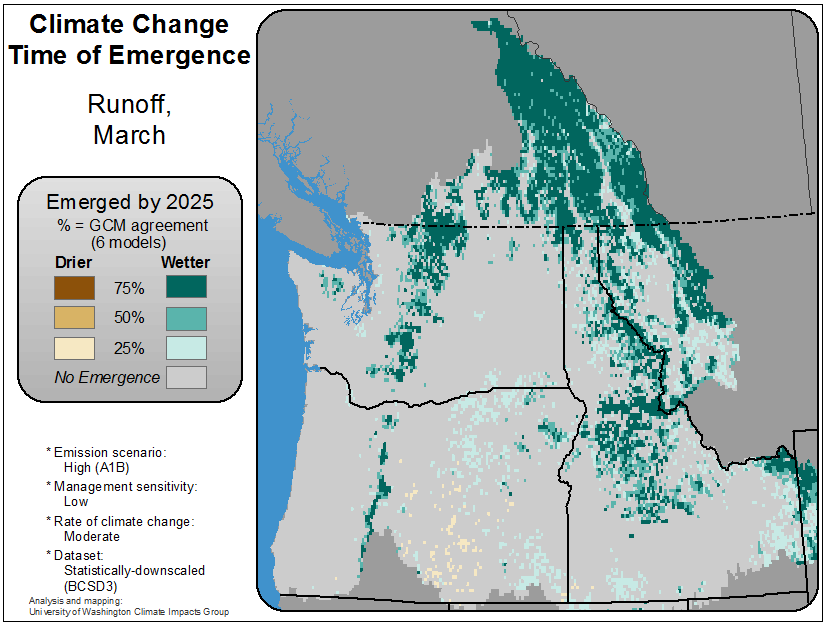 Climate Change
Time of Emergence
Runoff,
March
Emerged by 2025
% = GCM agreement
(6 models)
Drier Wetter
75%
50%
25%
No Emergence
* Emission scenario:
High (A1B)
* Management sensitivity:
Low
* Rate of climate change:
Moderate
* Dataset:
Statistically-downscaled
(BCSD3)
Analysis and mapping:
University of Washington Climate Impacts Group